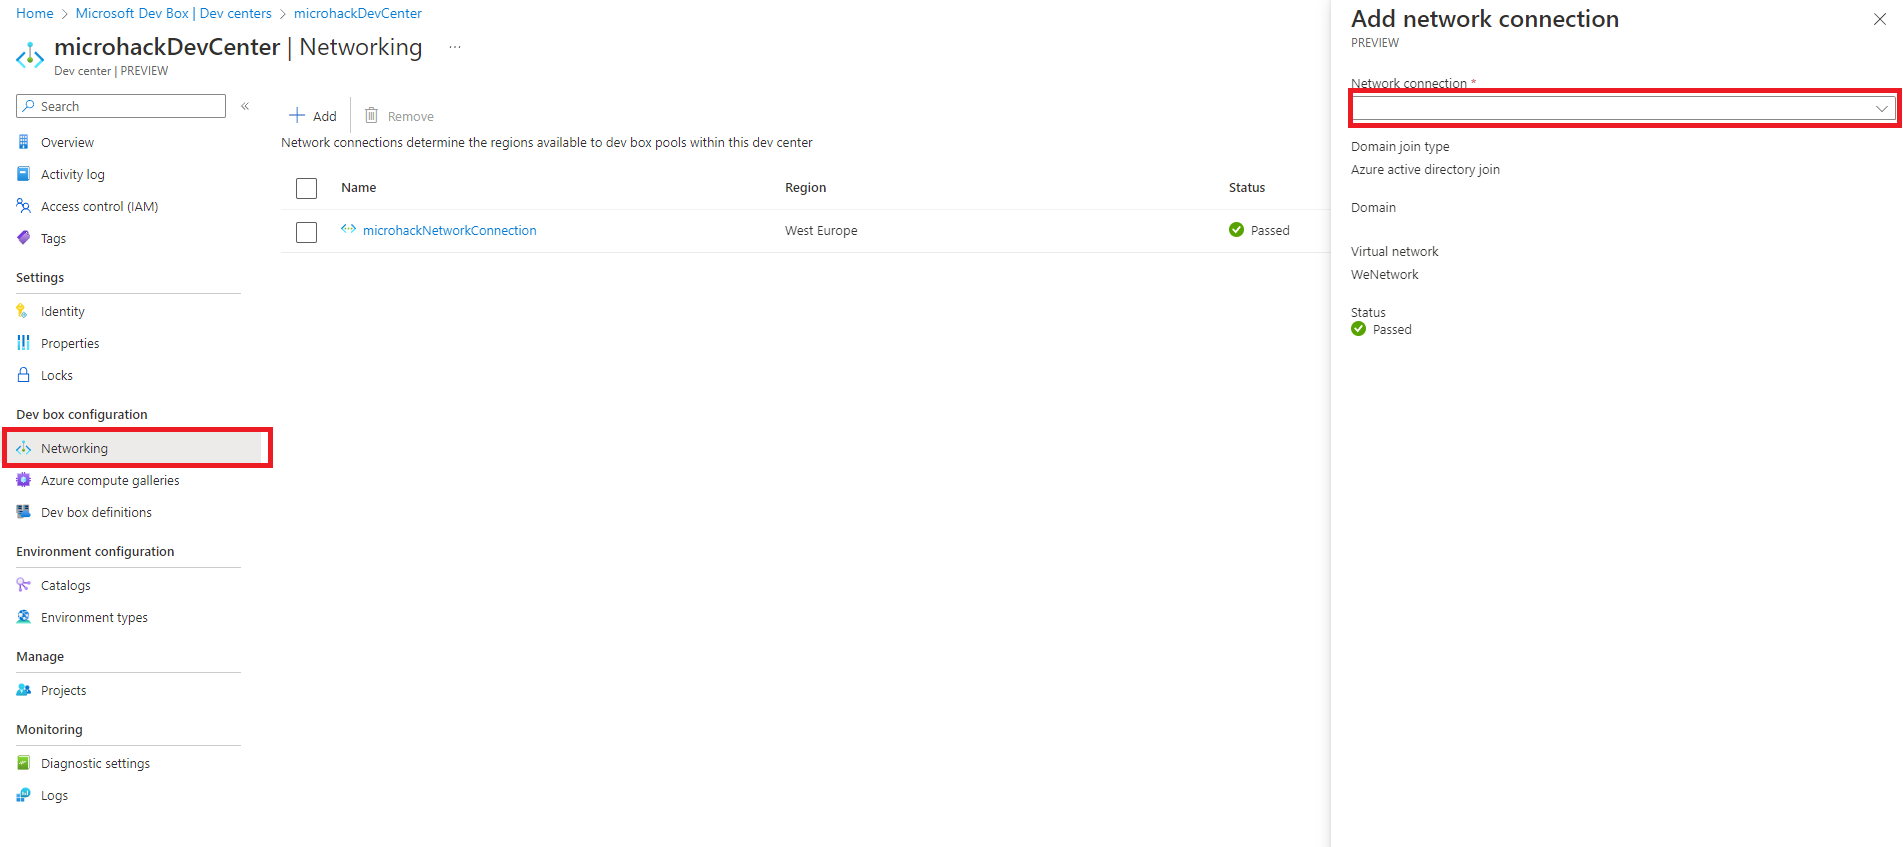 Home > Microsoft Dev Box | Dev centers > microhackDevCenter
microhackDevCenter | Networking ...
Dev center | PREVIEW
Search «
Overview
Activity log
Access control (IAM)
Tags
Settings
Identity
Properties
Locks
Dev box configuration
Networking
Azure compute galleries
Dev box definitions
Environment configuration
Catalogs
Environment types
Manage
Projects
Monitoring
Diagnostic settings
Logs
Add Remove
Network connections determine the regions available to dev box pools within this dev center
Name Region Status
microhackNetworkConnection West Europe Passed
Add network connection
PREVIEW
Network connection *
Domain join type
Azure active directory join
Domain
Virtual network
WeNetwork
Status
Passed